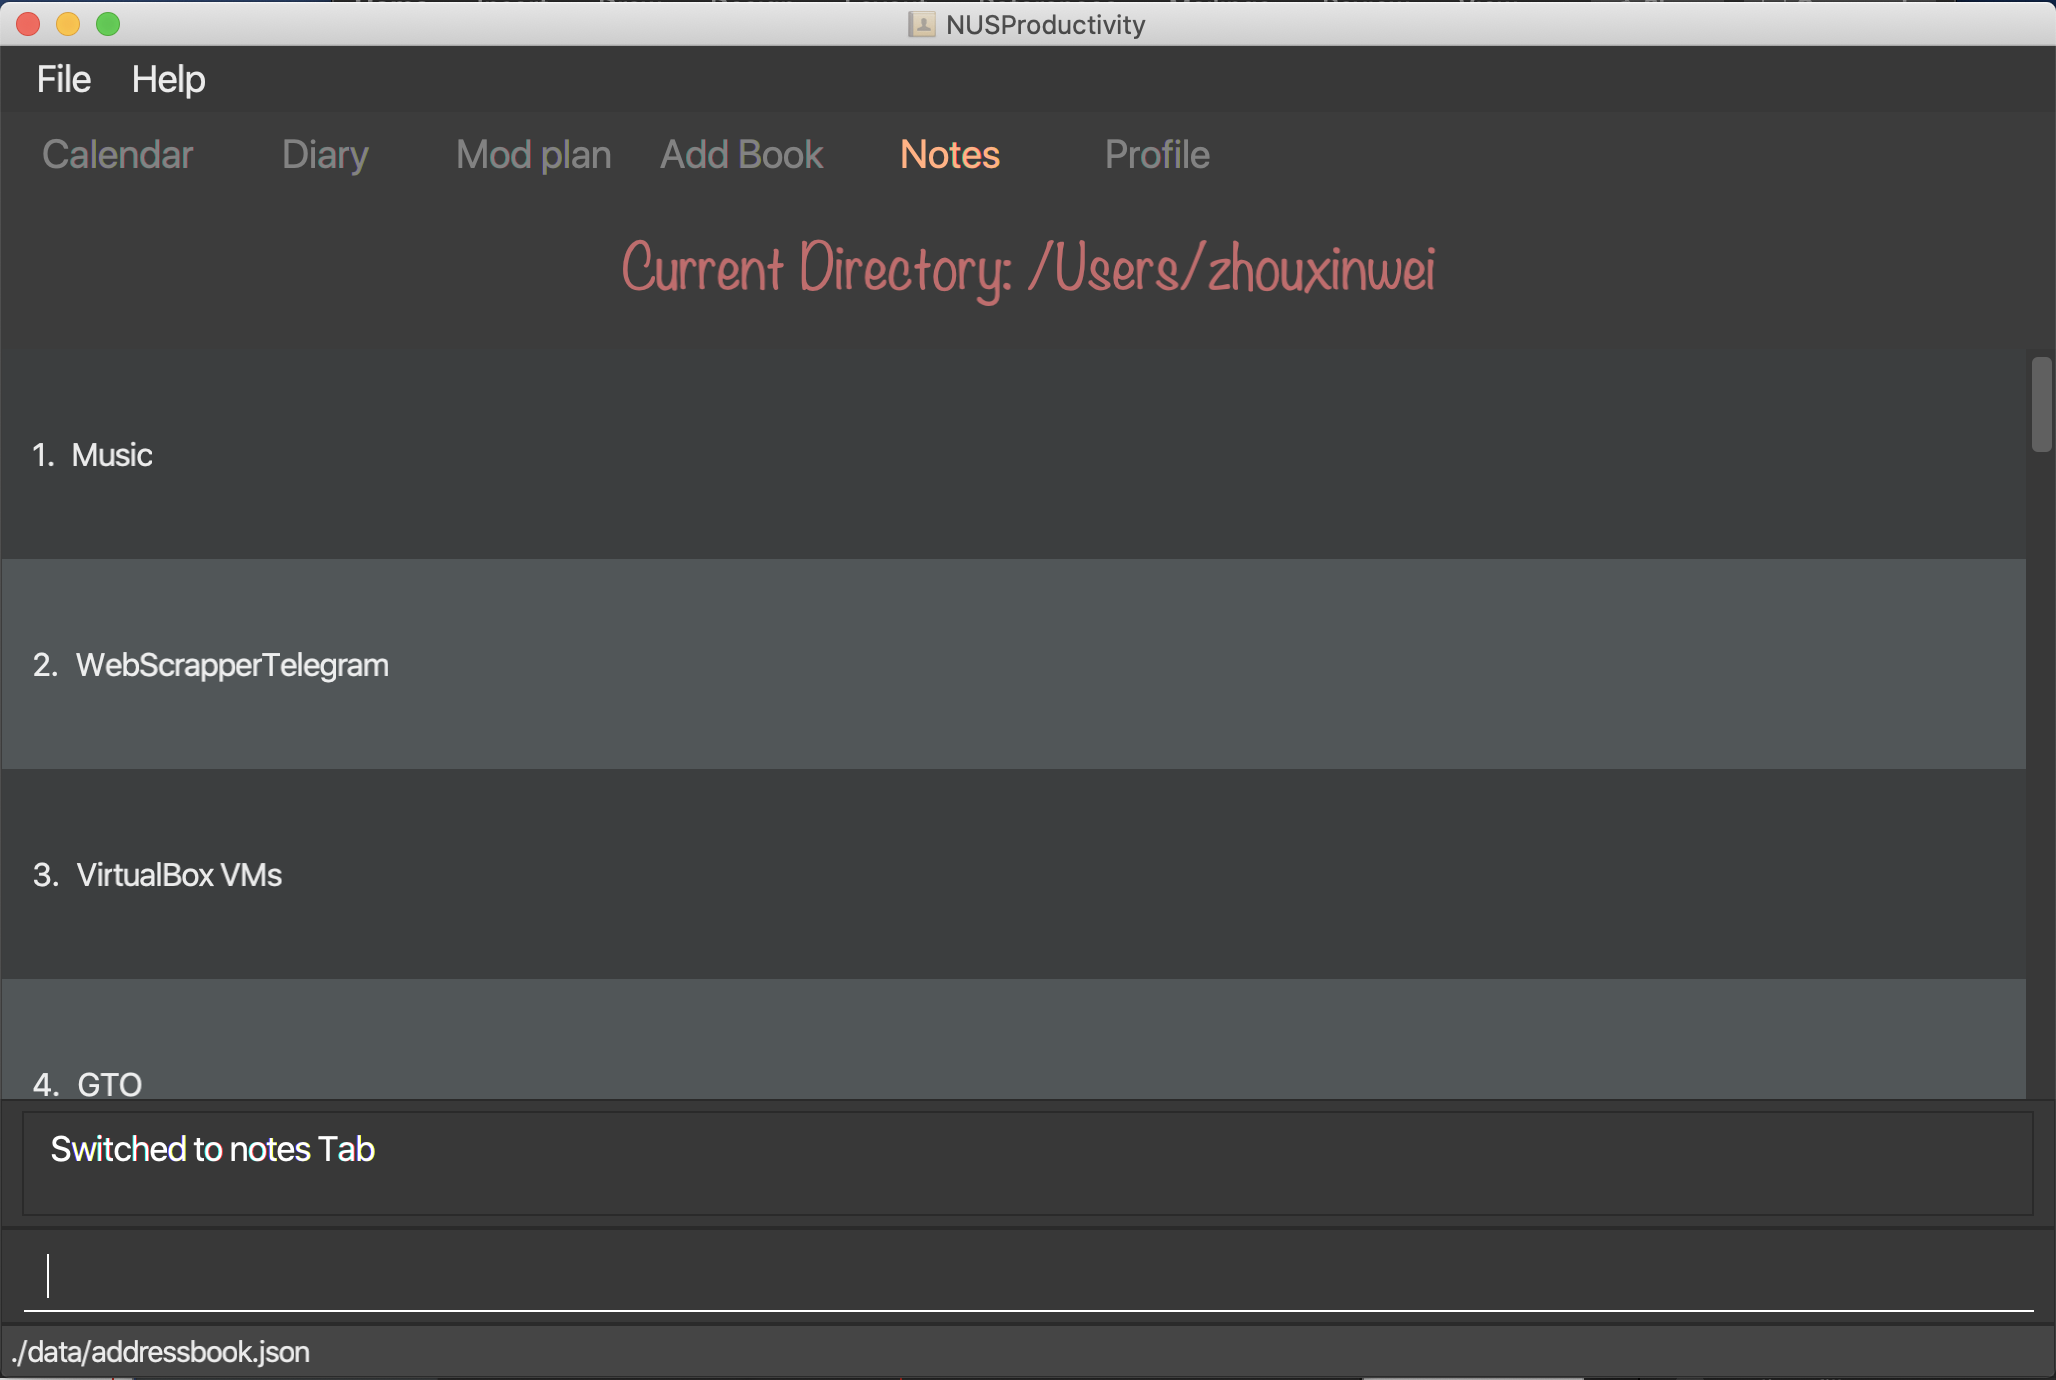 NUSProductivity
File Help
Calendar Diary Mod plan Add Book Notes Profile
Current Directory: /Users/zhouxinwei
1. Music
2. WebScrapperTelegram
3. VirtualBox VMs
4. GTO
Switched to notes Tab
./data/addressbook.json